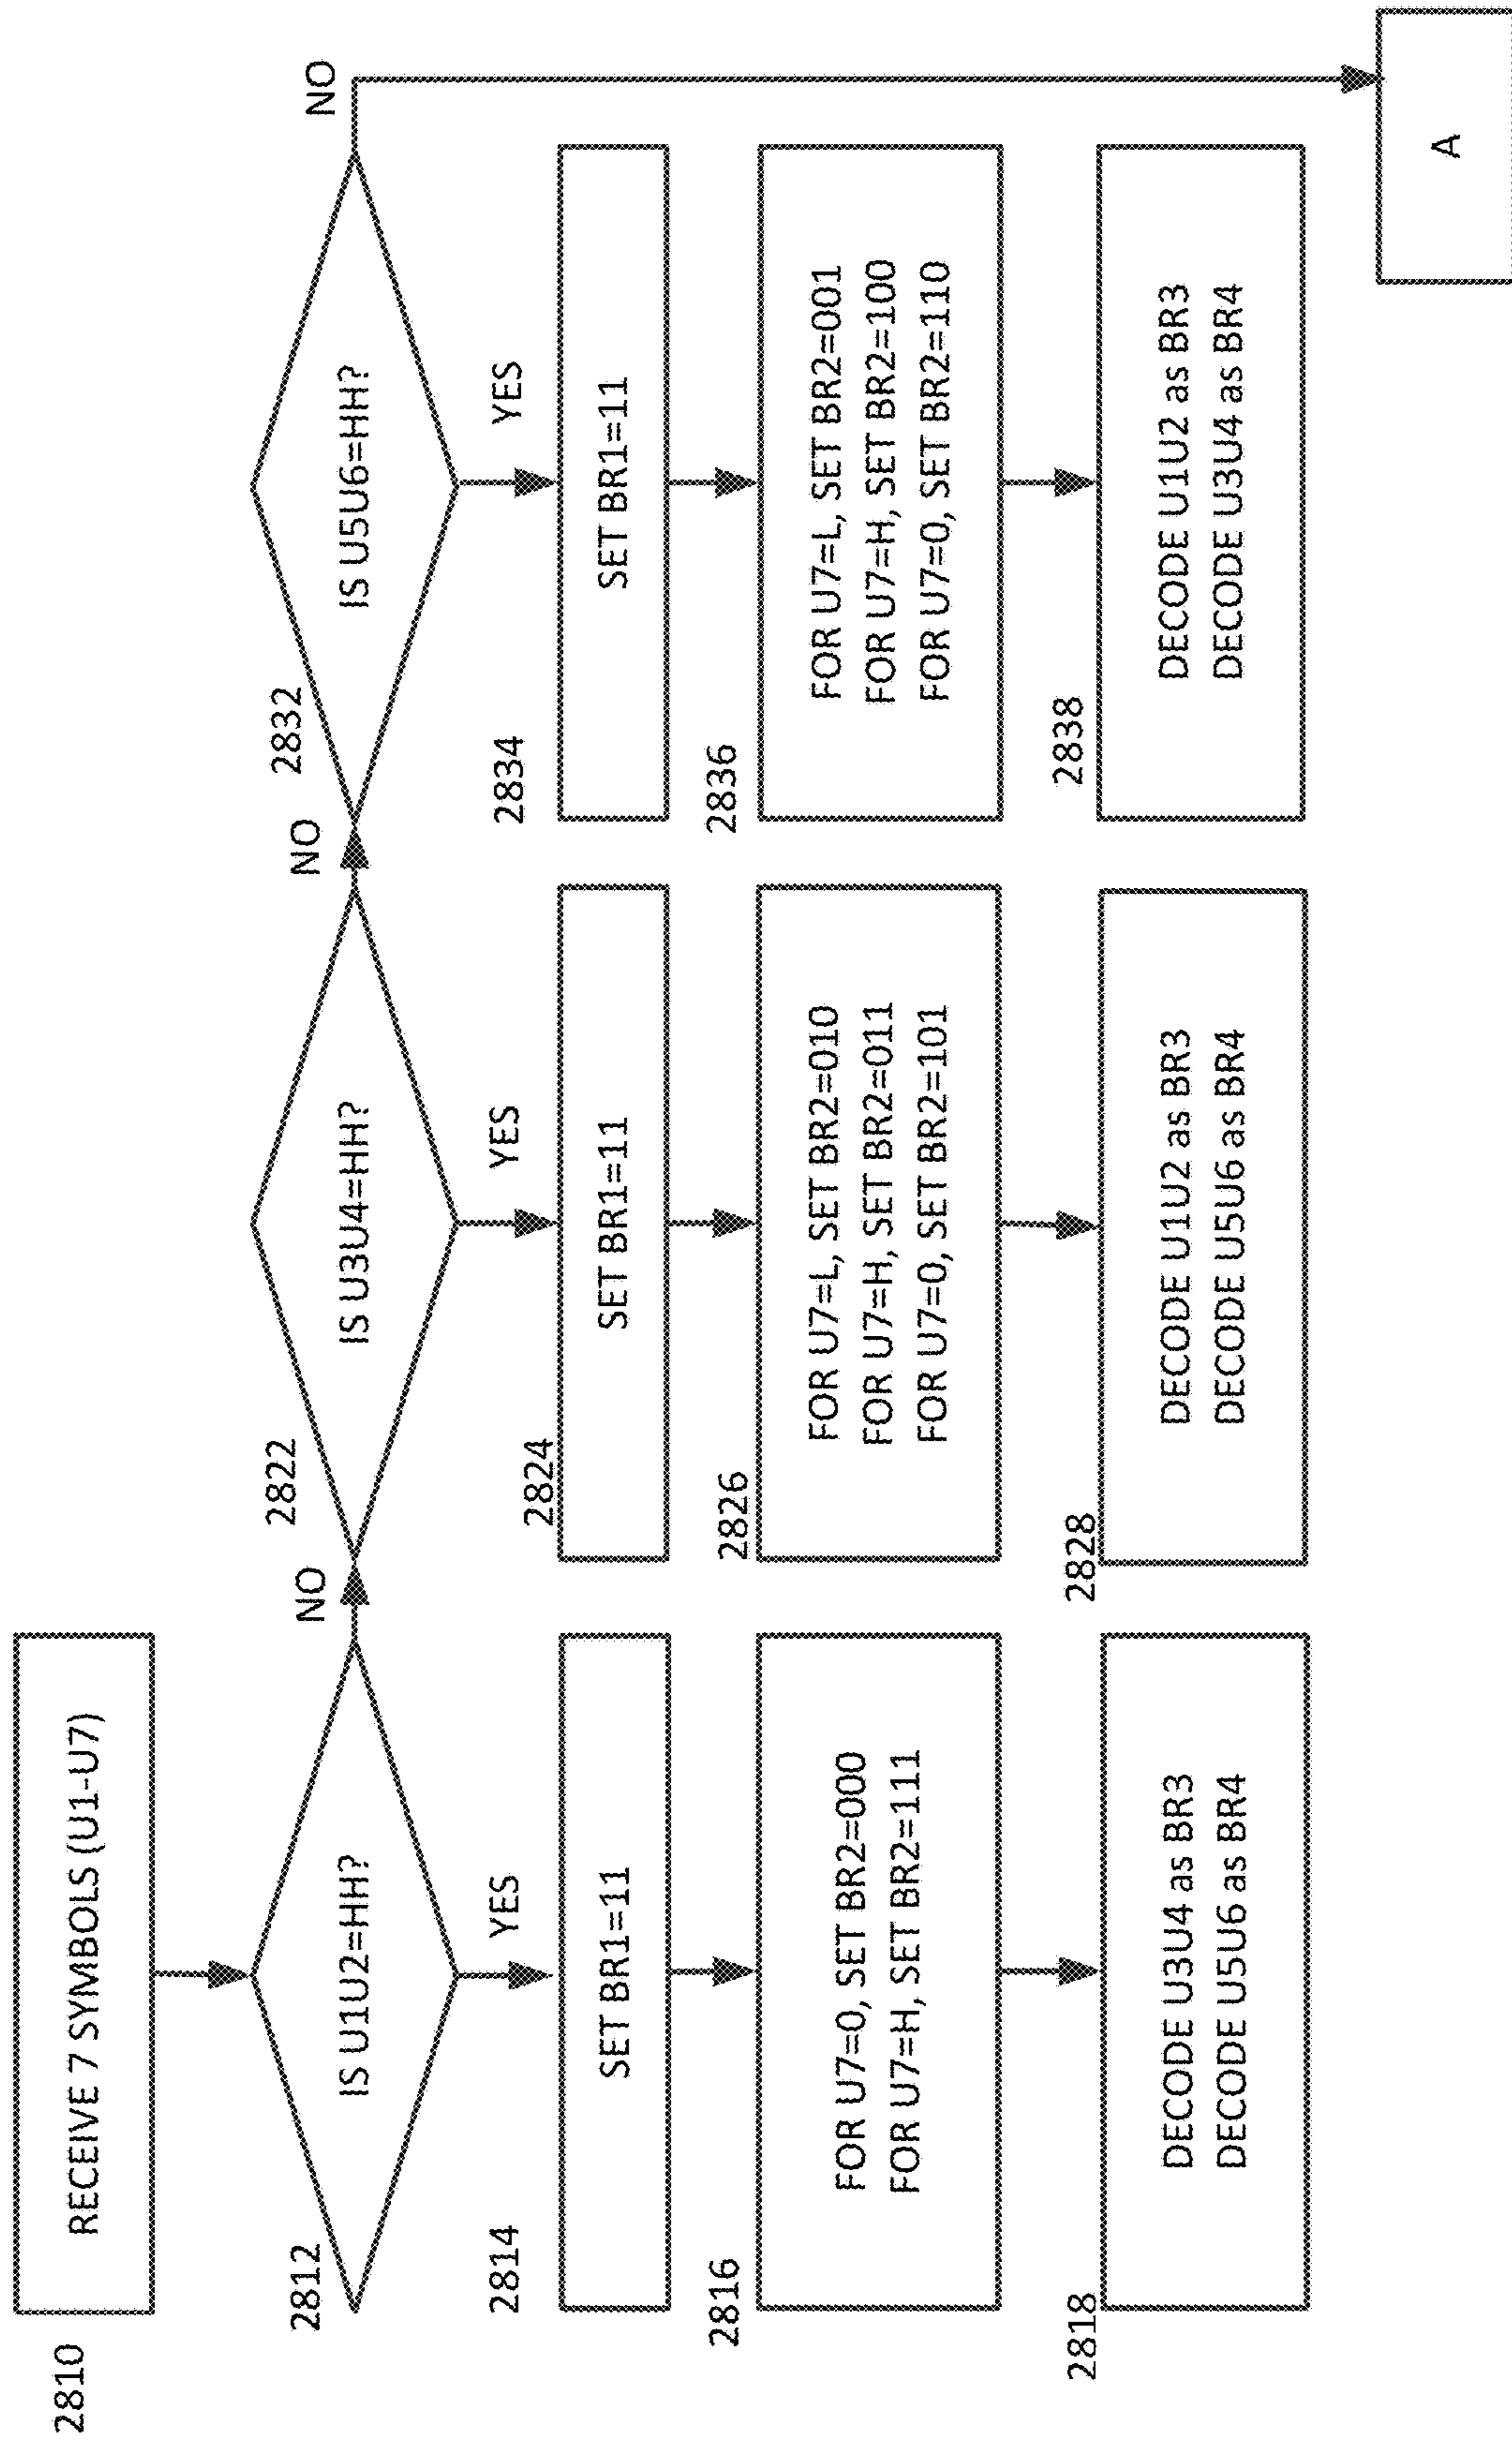 2810
RECEIVE 7 SYMBOLS (U1-U7)
2812
IS U1U2=HH?
NO
YES
2814
SET BR1=11
2816
FOR U7=0, SET BR2=000
FOR U7=H, SET BR2=111
2818
DECODE U3U4 as BR3
DECODE U5U6 as BR4
2822
IS U3U4=HH?
NO
YES
2824
SET BR1=11
2826
FOR U7=L, SET BR2=010
FOR U7=H, SET BR2=011
FOR U7=0, SET BR2=101
2828
DECODE U1U2 as BR3
DECODE U5U6 as BR4
2832
IS U5U6=HH?
NO
YES
2834
SET BR1=11
2836
FOR U7=L, SET BR2=001
FOR U7=H, SET BR2=100
FOR U7=0, SET BR2=110
2838
DECODE U1U2 as BR3
DECODE U3U4 as BR4
A